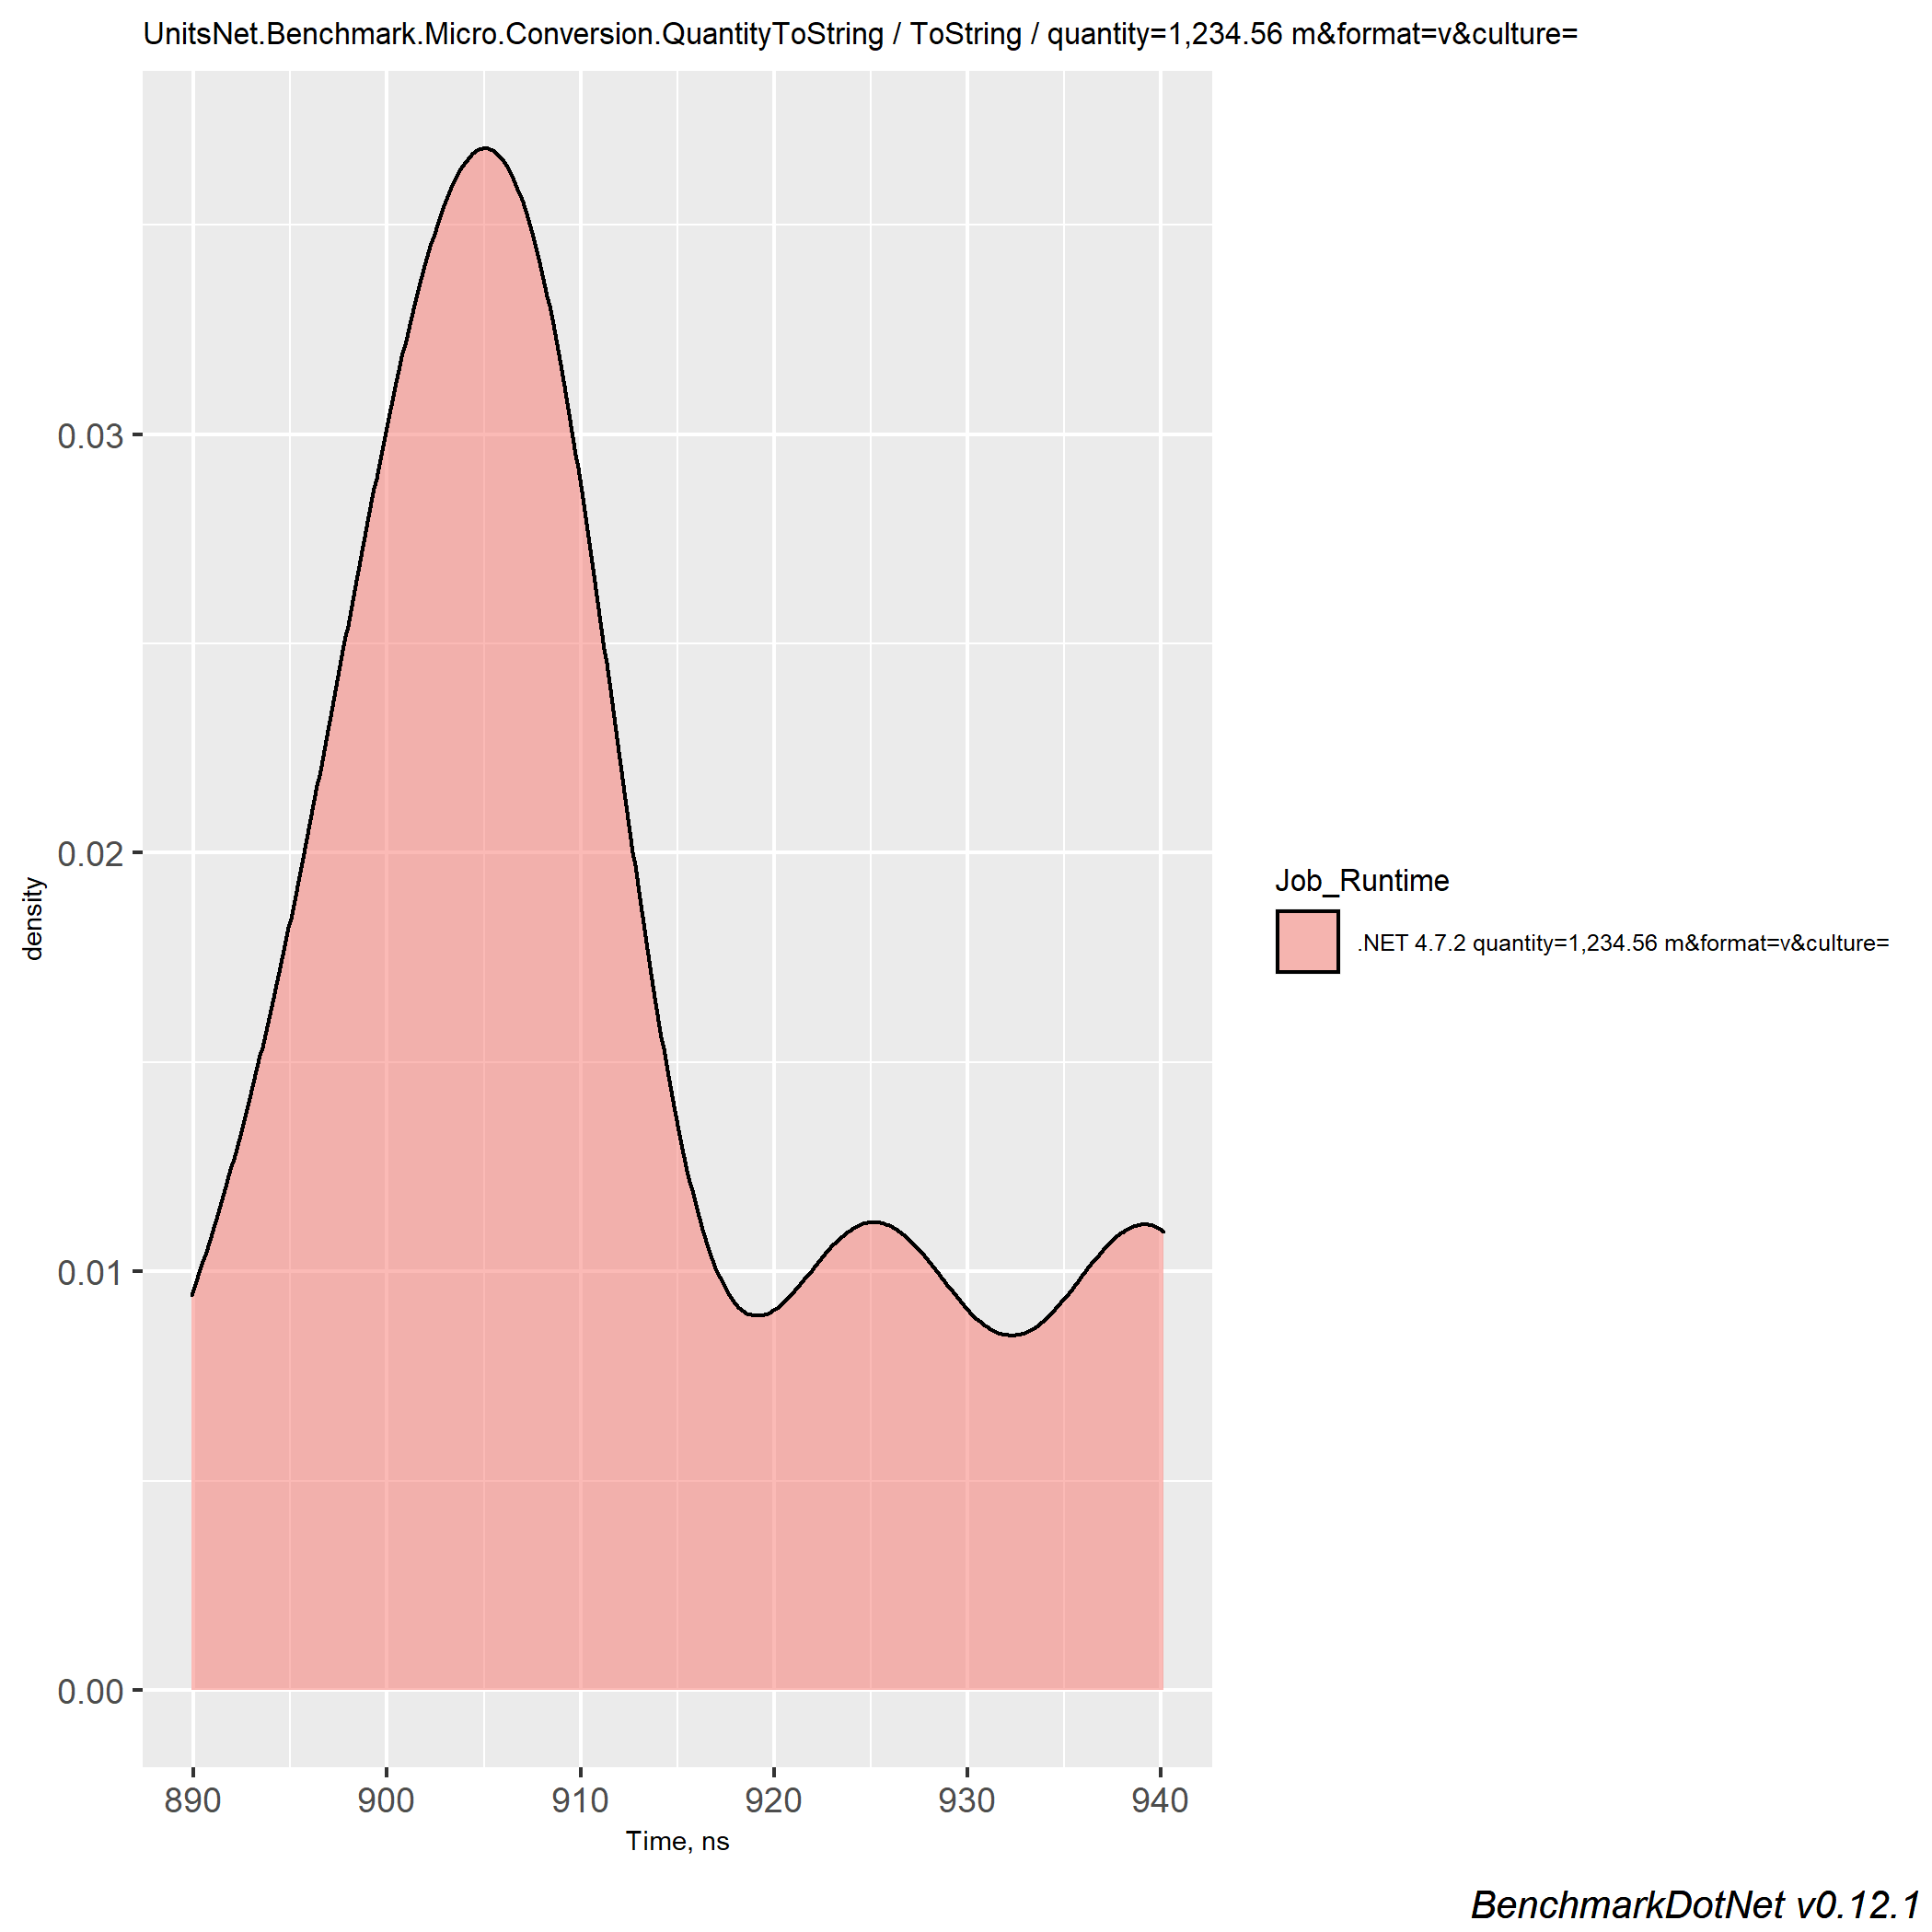 UnitsNet.Benchmark.Micro.Conversion.QuantityToString / ToString / quantity=1,234.56 m&format=v&culture=
0.03
0.02
0.01
0.00
density
890 900 910 920 930 940
Time, ns
Job_Runtime
.NET 4.7.2 quantity=1,234.56 m&format=v&culture=
BenchmarkDotNet v0.12.1